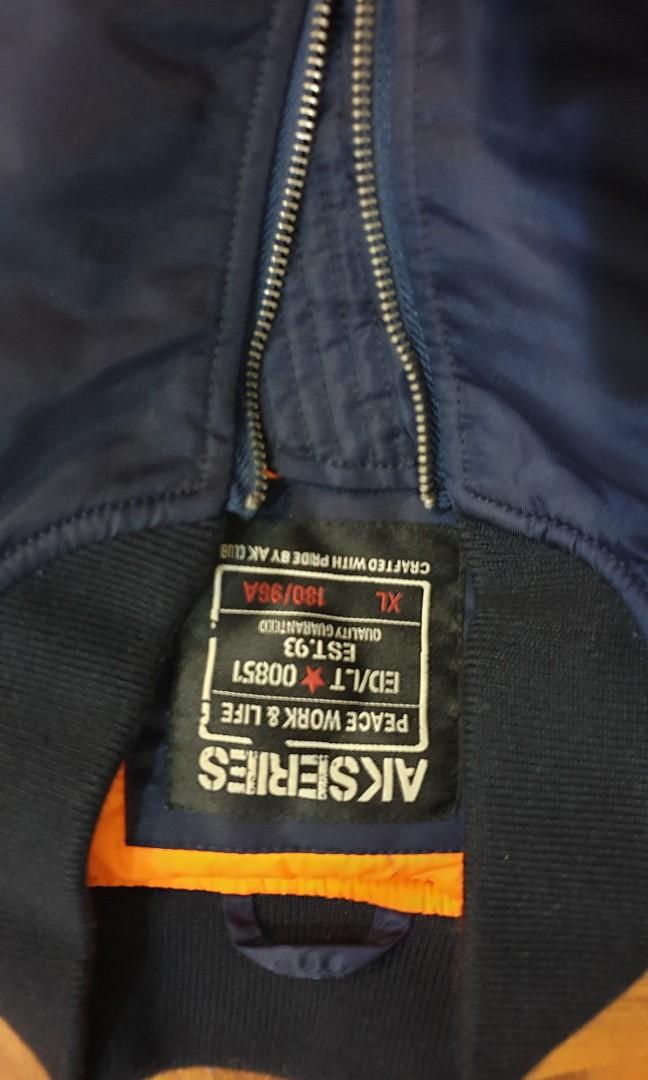 AKSERIES
PEACE WORK & LIFE
ED/LT ★ 00851
EST.93
QUALITY GUARANTEED
XL 180/96A
CRAFTED WITH PRIDE BY AK CLUB